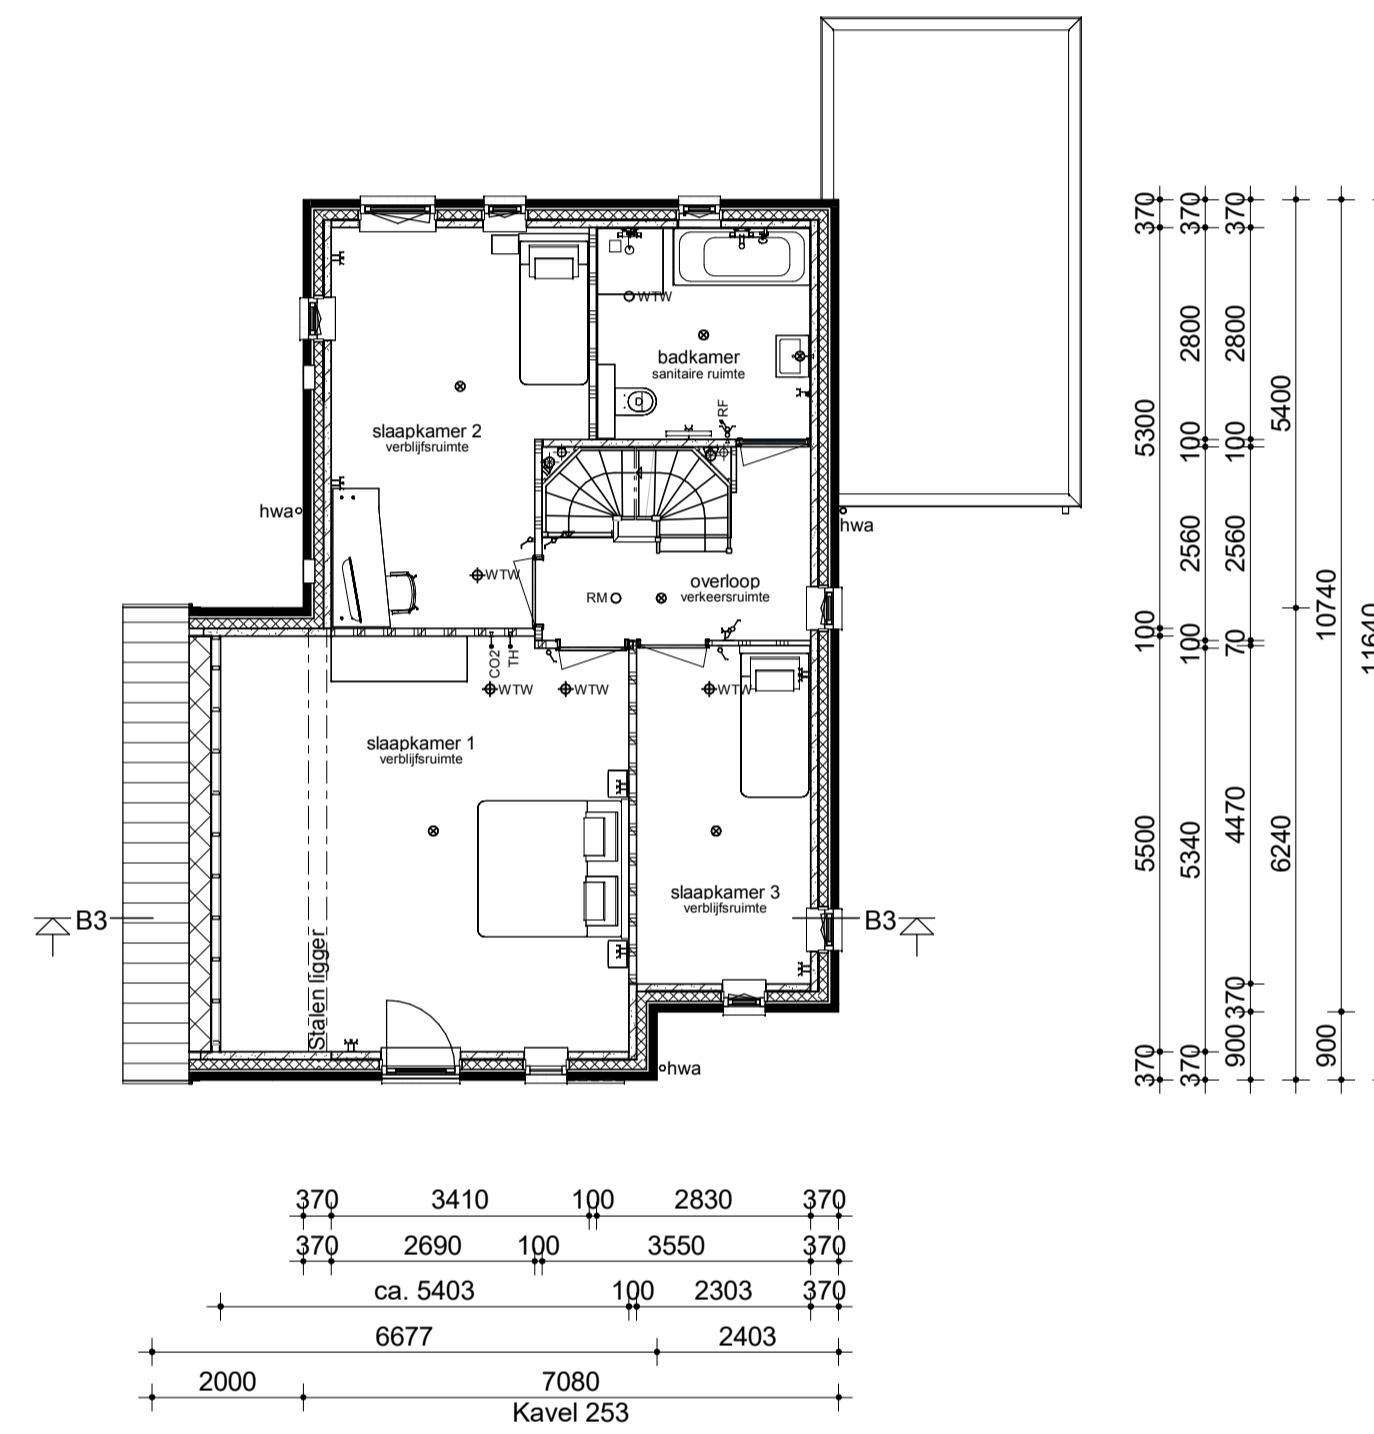 WTW
badkamer
sanitaire ruimte
RF
slaapkamer 2
verblijfsruimte
hwa
hwa
WTW
overloop
verkeersruimte
RM
CO2
TH
WTW
WTW
WTW
slaapkamer 1
verblijfsruimte
slaapkamer 3
verblijfsruimte
B3
B3
Stalen ligger
hwa
370 5300 100 5500 370
370 2800 100 2560 100 5340 370
370 2800 100 2560 70 4470 370 900
5400 6240
10740 900
11640
370 3410 100 2830 370
370 2690 100 3550 370
ca. 5403 100 2303 370
6677 2403
2000 7080
Kavel 253